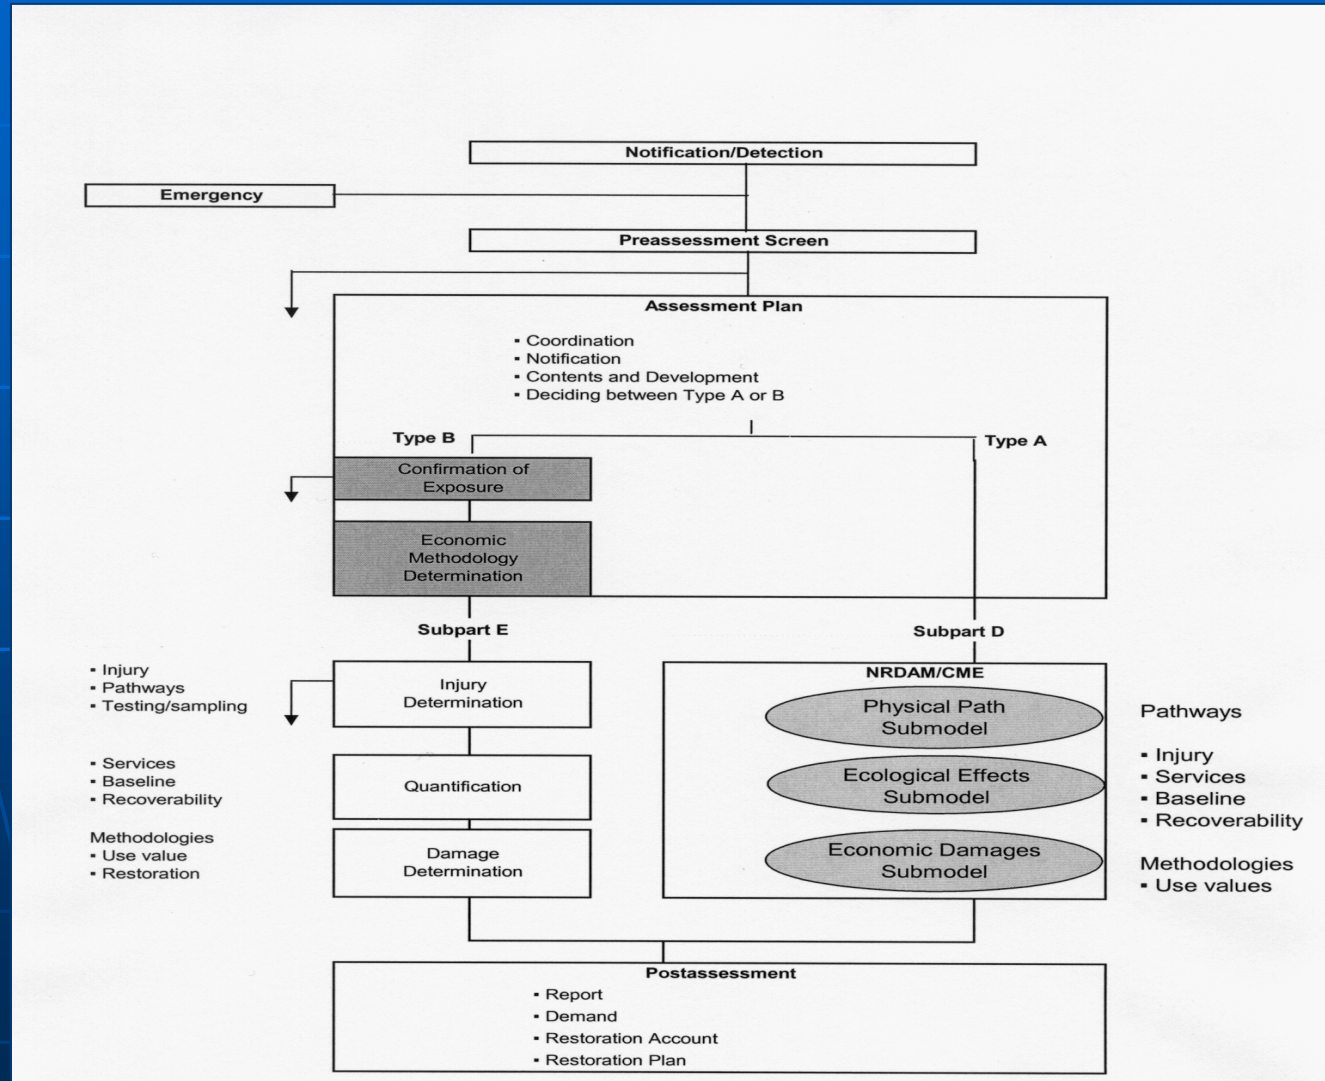 Notification/Detection
Emergency
Preassessment Screen
Assessment Plan
▪ Coordination
▪ Notification
▪ Contents and Development
▪ Deciding between Type A or B
Type B
Type A
Confirmation of
Exposure
Economic
Methodology
Determination
Subpart E
Subpart D
▪ Injury
▪ Pathways
▪ Testing/sampling
Injury
Determination
▪ Services
▪ Baseline
▪ Recoverability
Quantification
Methodologies
▪ Use value
▪ Restoration
Damage
Determination
NRDAM/CME
Physical Path
Submodel
Ecological Effects
Submodel
Economic Damages
Submodel
Pathways
▪ Injury
▪ Services
▪ Baseline
▪ Recoverability
Methodologies
▪ Use values
Postassessment
▪ Report
▪ Demand
▪ Restoration Account
▪ Restoration Plan